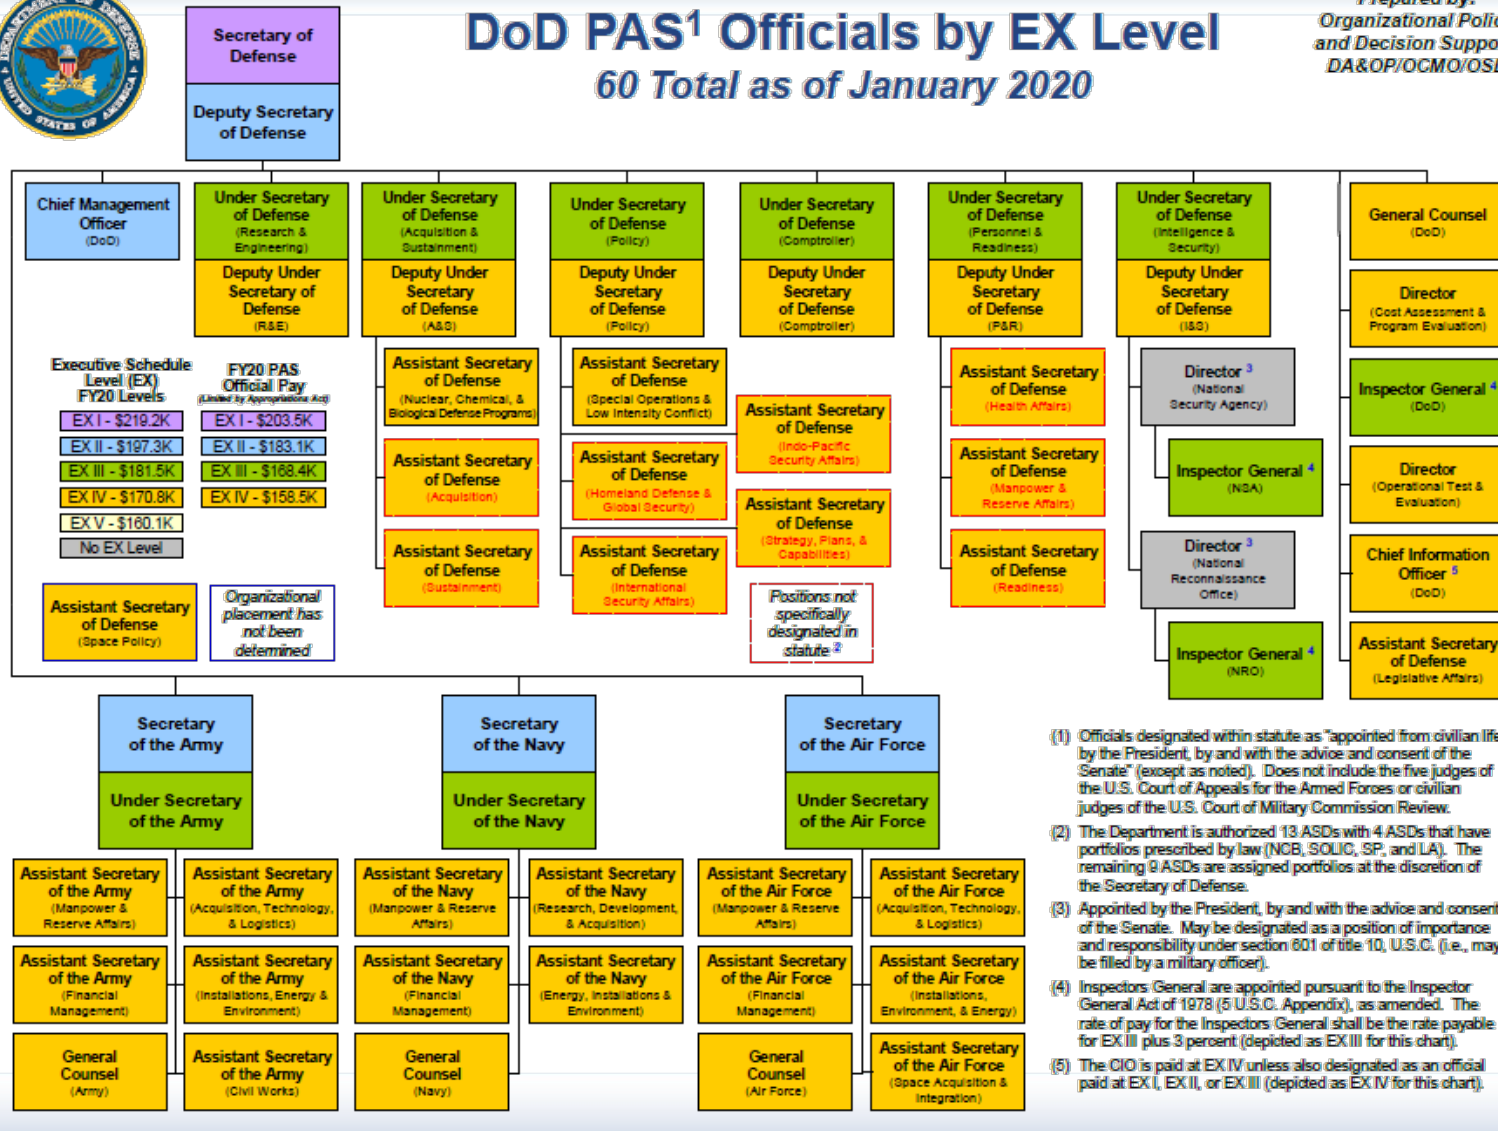 DEPARTMENT OF DEFENSE
UNITED STATES OF AMERICA
DoD PAS1 Officials by EX Level
60 Total as of January 2020
Prepared by:
Organizational Polic
and Decision Suppo
DA&OP/OCMO/OSD
Secretary of
Defense
Deputy Secretary
of Defense
Chief Management
Officer
(DoD)
Under Secretary
of Defense
(Research &
Engineering)
Deputy Under
Secretary of
Defense
(R&E)
Under Secretary
of Defense
(Acquisition &
Sustainment)
Deputy Under
Secretary
of Defense
(A&S)
Under Secretary
of Defense
(Policy)
Deputy Under
Secretary
of Defense
(Policy)
Under Secretary
of Defense
(Comptroller)
Deputy Under
Secretary
of Defense
(Comptroller)
Under Secretary
of Defense
(Personnel &
Readiness)
Deputy Under
Secretary
of Defense
(P&R)
Under Secretary
of Defense
(Intelligence &
Security)
Deputy Under
Secretary
of Defense
(I&S)
General Counsel
(DoD)
Director
(Cost Assessment &
Program Evaluation)
Inspector General 4
(DoD)
Director
(Operational Test &
Evaluation)
Chief Information
Officer 5
(DoD)
Assistant Secretary
of Defense
(Legislative Affairs)
Executive Schedule
Level (EX)
FY20 Levels
EX I - $219.2K
EX II - $197.3K
EX III - $181.5K
EX IV - $170.8K
EX V - $160.1K
No EX Level
FY20 PAS
Official Pay
(Limited by Appropriations Act)
EX I - $203.5K
EX II - $183.1K
EX III - $168.4K
EX IV - $158.5K
Assistant Secretary
of Defense
(Space Policy)
Organizational
placement has
not been
determined
Assistant Secretary
of Defense
(Nuclear, Chemical, &
Biological Defense Programs)
Assistant Secretary
of Defense
(Acquisition)
Assistant Secretary
of Defense
(Sustainment)
Assistant Secretary
of Defense
(Special Operations &
Low Intensity Conflict)
Assistant Secretary
of Defense
(Homeland Defense &
Global Security)
Assistant Secretary
of Defense
(International
Security Affairs)
Assistant Secretary
of Defense
(Indo-Pacific
Security Affairs)
Assistant Secretary
of Defense
(Strategy, Plans, &
Capabilities)
Positions not
specifically
designated in
statute 2
Assistant Secretary
of Defense
(Health Affairs)
Assistant Secretary
of Defense
(Manpower &
Reserve Affairs)
Assistant Secretary
of Defense
(Readiness)
Director 3
(National
Security Agency)
Inspector General 4
(NSA)
Director 3
(National
Reconnaissance
Office)
Inspector General 4
(NRO)
Secretary
of the Army
Under Secretary
of the Army
Assistant Secretary
of the Army
(Manpower &
Reserve Affairs)
Assistant Secretary
of the Army
(Acquisition, Technology,
& Logistics)
Assistant Secretary
of the Army
(Financial
Management)
Assistant Secretary
of the Army
(Installations, Energy &
Environment)
General
Counsel
(Army)
Assistant Secretary
of the Army
(Civil Works)
Secretary
of the Navy
Under Secretary
of the Navy
Assistant Secretary
of the Navy
(Manpower & Reserve
Affairs)
Assistant Secretary
of the Navy
(Research, Development,
& Acquisition)
Assistant Secretary
of the Navy
(Financial
Management)
Assistant Secretary
of the Navy
(Energy, Installations &
Environment)
General
Counsel
(Navy)
Secretary
of the Air Force
Under Secretary
of the Air Force
Assistant Secretary
of the Air Force
(Manpower & Reserve
Affairs)
Assistant Secretary
of the Air Force
(Acquisition, Technology,
& Logistics)
Assistant Secretary
of the Air Force
(Financial
Management)
Assistant Secretary
of the Air Force
(Installations,
Environment, & Energy)
General
Counsel
(Air Force)
Assistant Secretary
of the Air Force
(Space Acquisition &
Integration)
(1) Officials designated within statute as "appointed from civilian life
by the President, by and with the advice and consent of the
Senate" (except as noted). Does not include the five judges of
the U.S. Court of Appeals for the Armed Forces or civilian
judges of the U.S. Court of Military Commission Review.
(2) The Department is authorized 13 ASDs with 4 ASDs that have
portfolios prescribed by law (NCB, SOLIC, SP, and LA). The
remaining 9 ASDs are assigned portfolios at the discretion of
the Secretary of Defense.
(3) Appointed by the President, by and with the advice and consent
of the Senate. May be designated as a position of importance
and responsibility under section 601 of title 10, U.S.C. (i.e., may
be filled by a military officer).
(4) Inspectors General are appointed pursuant to the Inspector
General Act of 1978 (5 U.S.C. Appendix), as amended. The
rate of pay for the Inspectors General shall be the rate payable
for EX III plus 3 percent (depicted as EX III for this chart).
(5) The CIO is paid at EX IV unless also designated as an official
paid at EX I, EX II, or EX III (depicted as EX IV for this chart).